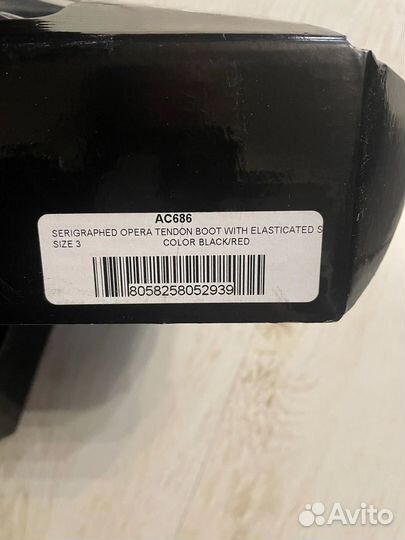 AC686
SERIGRAPHED OPERA TENDON BOOT WITH ELASTICATED S
SIZE 3 COLOR BLACK/RED
8058258052939
Avito